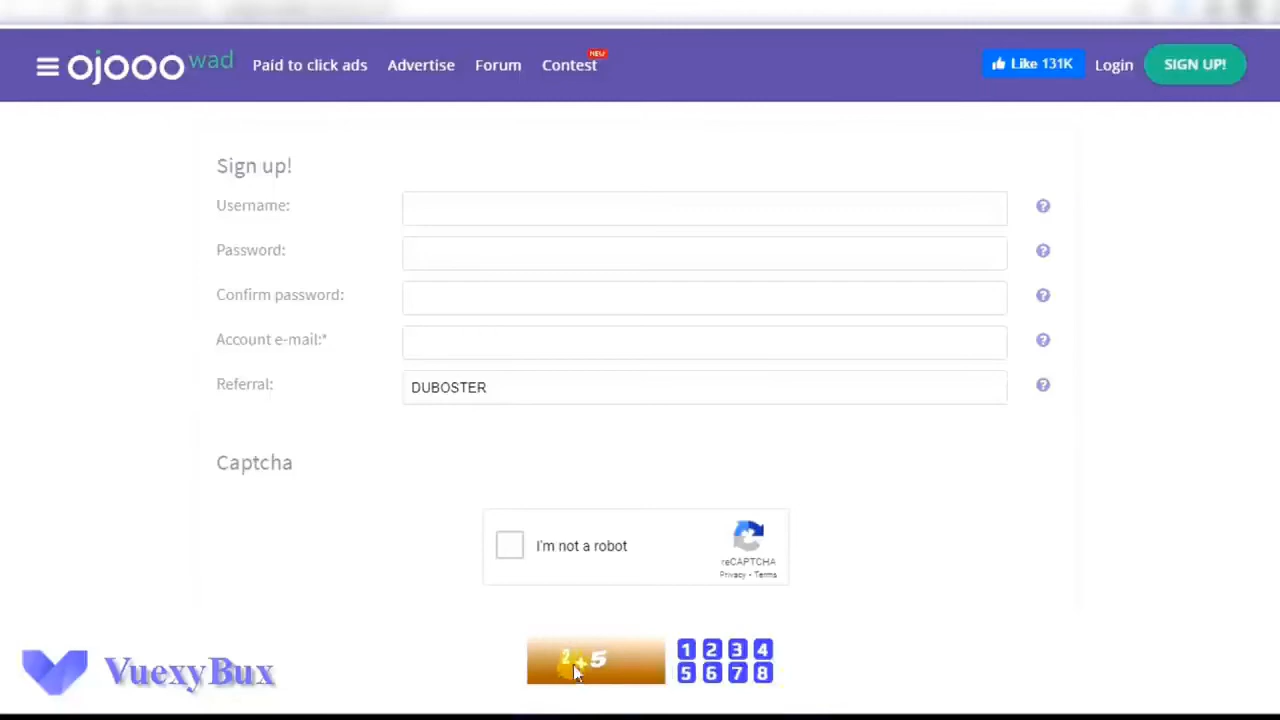 ojooo wad Paid to click ads Advertise Forum Contest NEW Like 131K Login SIGN UP!
Sign up!
Username:
Password:
Confirm password:
Account e-mail:*
Referral: DUBOSTER
Captcha
I'm not a robot
reCAPTCHA
Privacy - Terms
2+5
1 2 3 4
5 6 7 8
VuexyBux